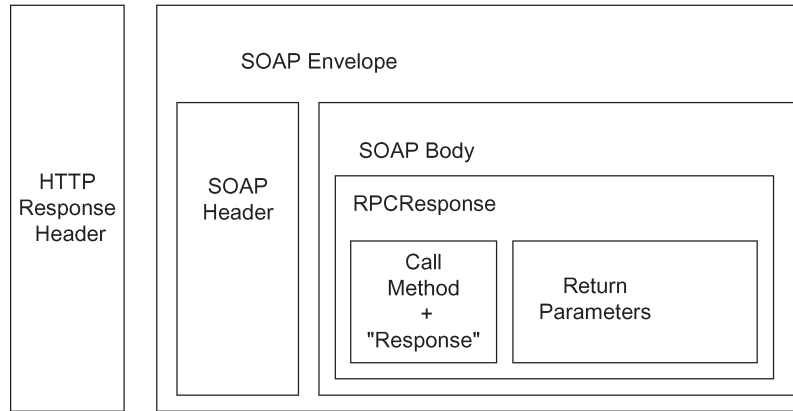 SOAP Envelope
HTTP
Response
Header
SOAP
Header
SOAP Body
RPCResponse
Call
Method
+
"Response"
Return
Parameters